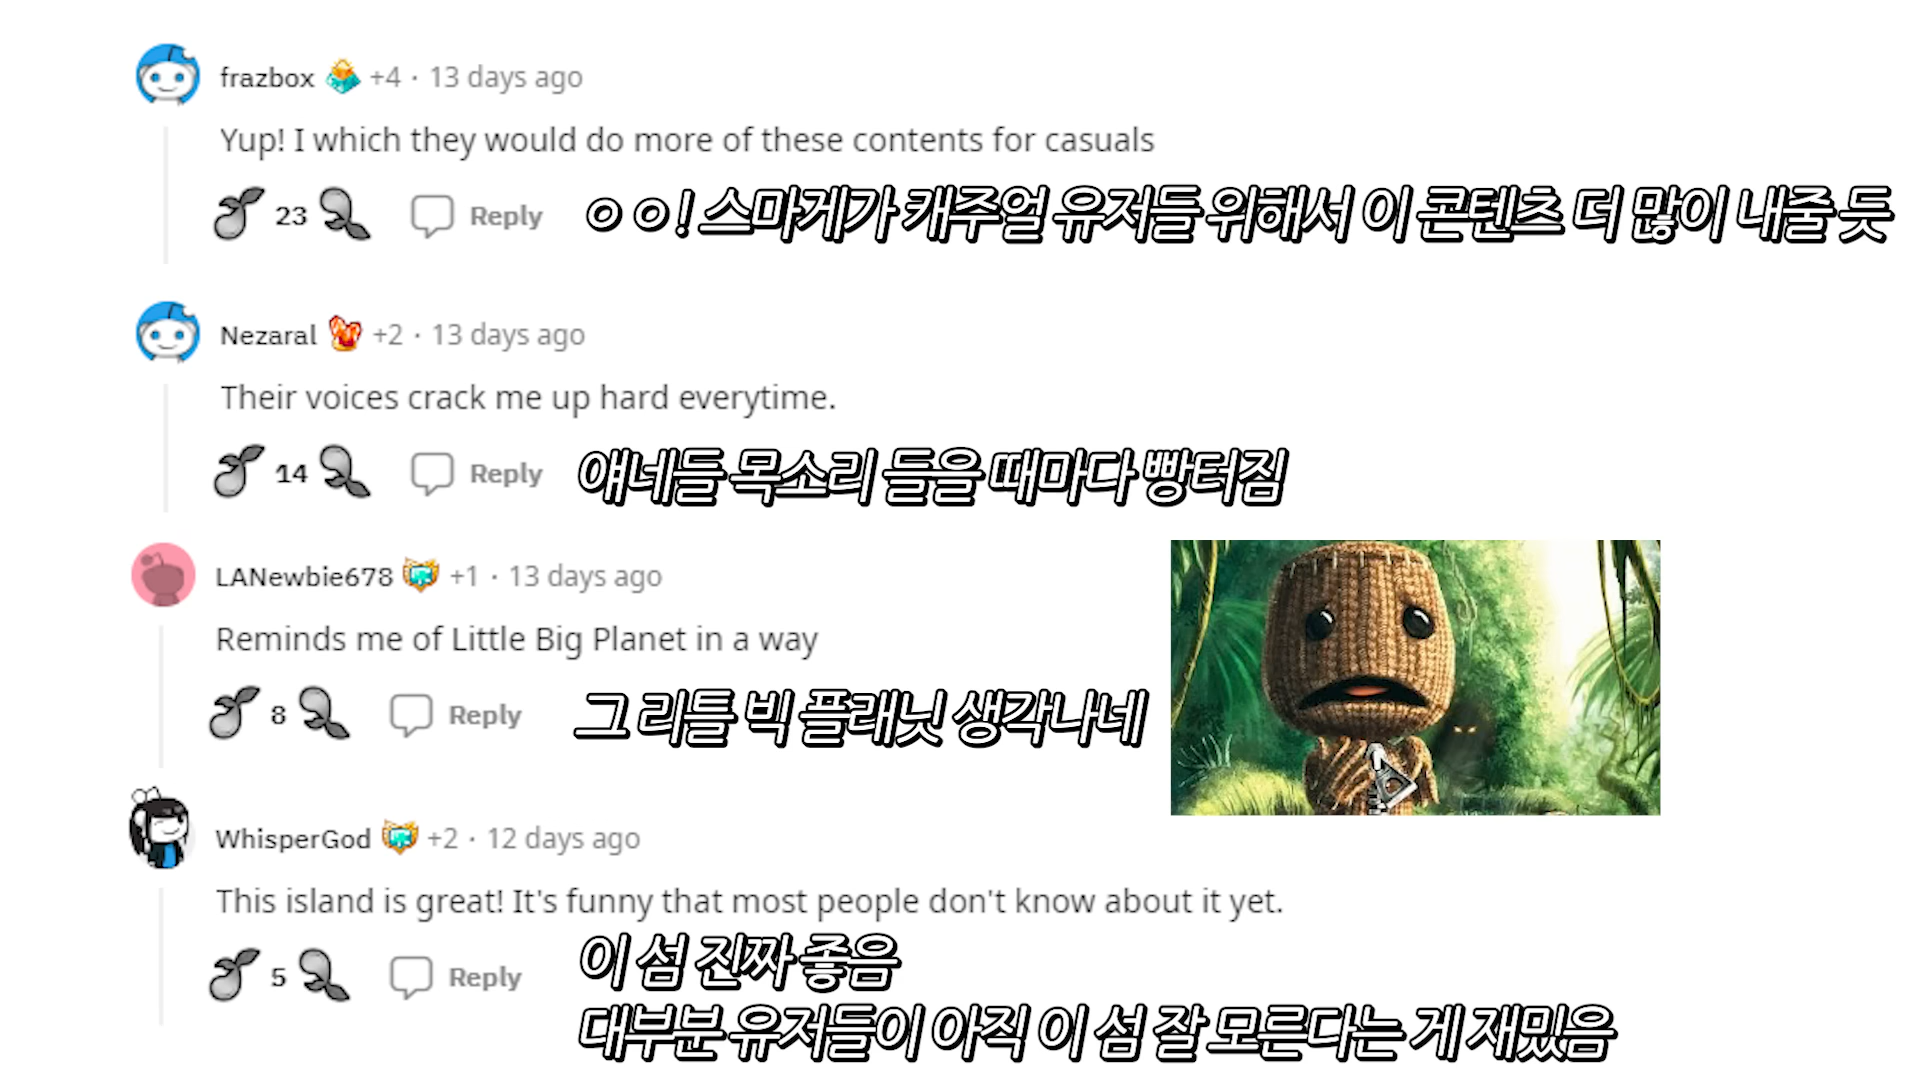 frazbox +4 · 13 days ago
Yup! I which they would do more of these contents for casuals
23 Reply ㅇㅇ! 스마게가 캐주얼 유저들 위해서 이 콘텐츠 더 많이 내줄 듯
Nezaral +2 · 13 days ago
Their voices crack me up hard everytime.
14 Reply 얘네들 목소리 들을 때마다 빵터짐
LANewbie678 +1 · 13 days ago
Reminds me of Little Big Planet in a way
8 Reply 그 리틀 빅 플래닛 생각나네
WhisperGod +2 · 12 days ago
This island is great! It's funny that most people don't know about it yet.
5 Reply 이 섬 진짜 좋음
대부분 유저들이 아직 이 섬 잘 모른다는 게 재밌음